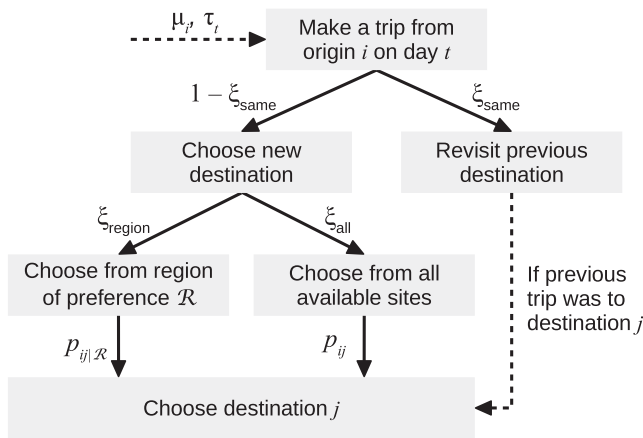 μᵢ, τₜ
Make a trip from
origin i on day t
1 – ξsame
ξsame
Choose new
destination
Revisit previous
destination
ξregion
ξall
Choose from region
of preference ℛ
Choose from all
available sites
If previous
trip was to
destination j
pij|ℛ
pij
Choose destination j